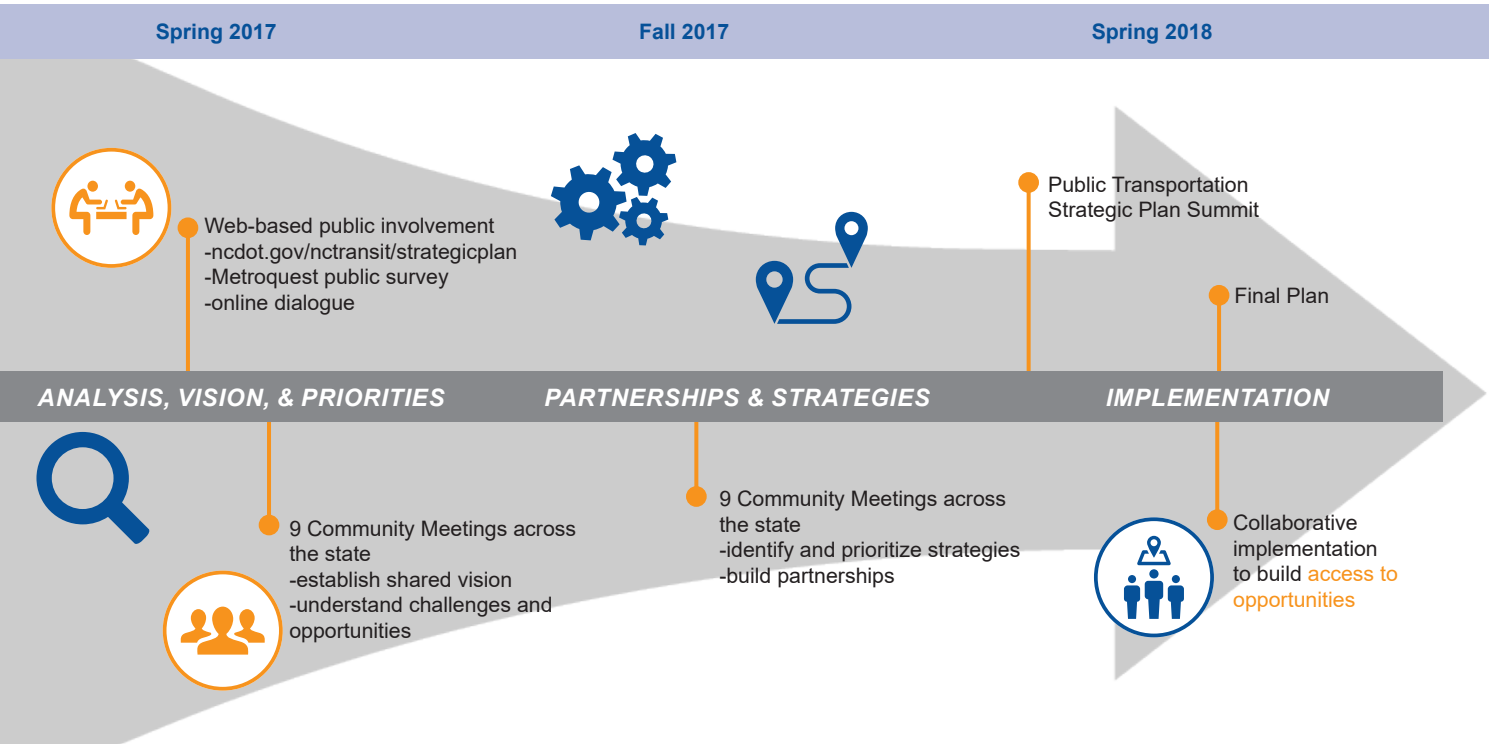 Spring 2017
Fall 2017
Spring 2018
Web-based public involvement
-ncdot.gov/nctransit/strategicplan
-Metroquest public survey
-online dialogue
Public Transportation
Strategic Plan Summit
Final Plan
ANALYSIS, VISION, & PRIORITIES
PARTNERSHIPS & STRATEGIES
IMPLEMENTATION
9 Community Meetings across
the state
-establish shared vision
-understand challenges and
opportunities
9 Community Meetings across
the state
-identify and prioritize strategies
-build partnerships
Collaborative
implementation
to build access to
opportunities